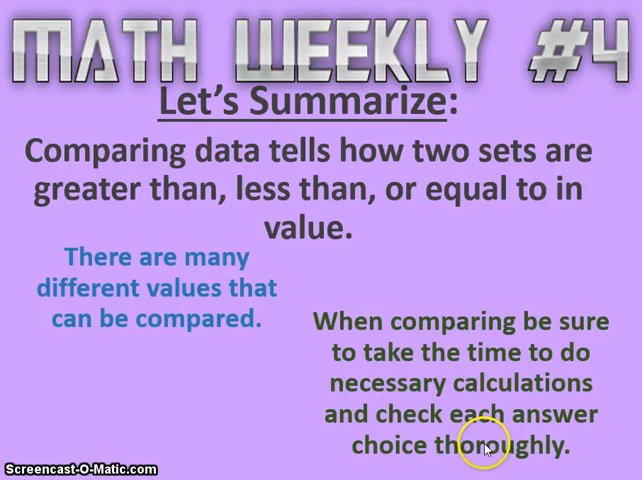 MATH WEEKLY #4
Let's Summarize:
Comparing data tells how two sets are
greater than, less than, or equal to in
value.
There are many
different values that
can be compared.
When comparing be sure
to take the time to do
necessary calculations
and check each answer
choice thoroughly.
Screencast-O-Matic.com